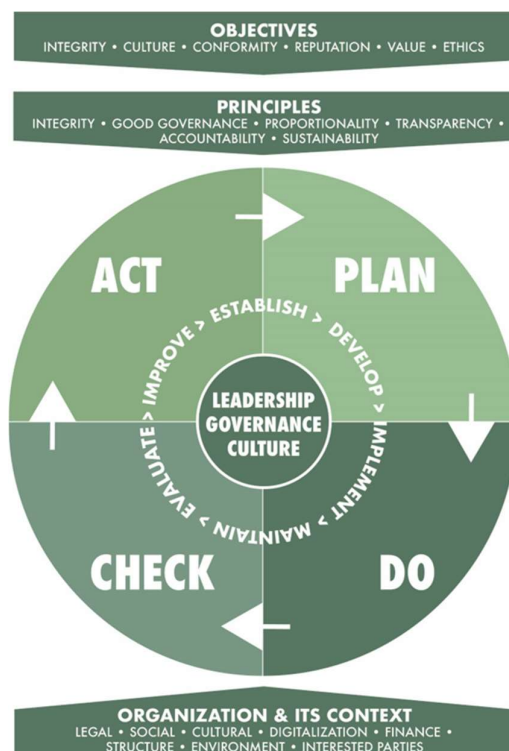 OBJECTIVES
INTEGRITY • CULTURE • CONFORMITY • REPUTATION • VALUE • ETHICS
PRINCIPLES
INTEGRITY • GOOD GOVERNANCE • PROPORTIONALITY • TRANSPARENCY •
ACCOUNTABILITY • SUSTAINABILITY
ACT
PLAN
ESTABLISH > DEVELOP > IMPLEMENT > MAINTAIN > EVALUATE > IMPROVE >
LEADERSHIP
GOVERNANCE
CULTURE
CHECK
DO
ORGANIZATION & ITS CONTEXT
LEGAL • SOCIAL • CULTURAL • DIGITALIZATION • FINANCE •
STRUCTURE • ENVIRONMENT • INTERESTED PARTIES